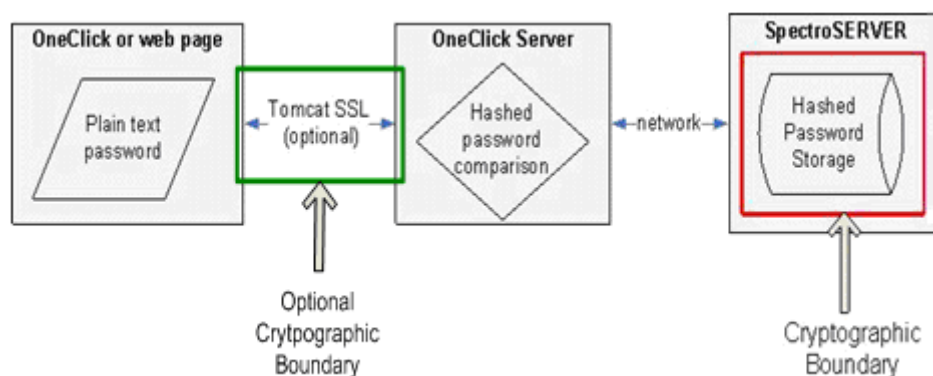 OneClick or web page
Plain text
password
Tomcat SSL
(optional)
OneClick Server
Hashed
password
comparison
network
SpectroSERVER
Hashed
Password
Storage
Optional
Crytpographic
Boundary
Cryptographic
Boundary